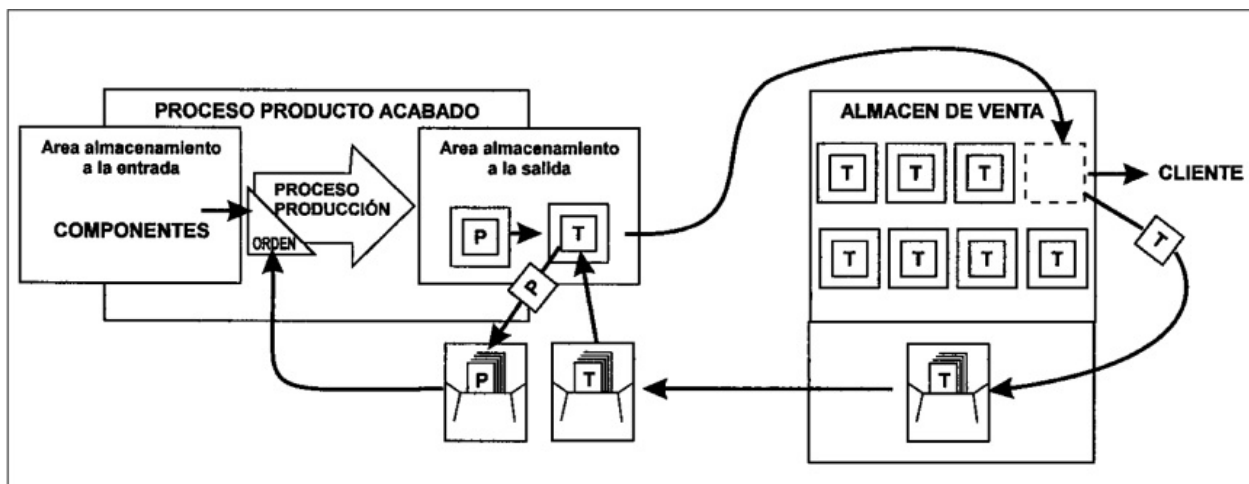 PROCESO PRODUCTO ACABADO
Area almacenamiento
a la entrada
COMPONENTES
ORDEN
PROCESO
PRODUCCIÓN
Area almacenamiento
a la salida
P
T
P
P
T
ALMACEN DE VENTA
T
T
T
T
T
T
T
CLIENTE
T
T